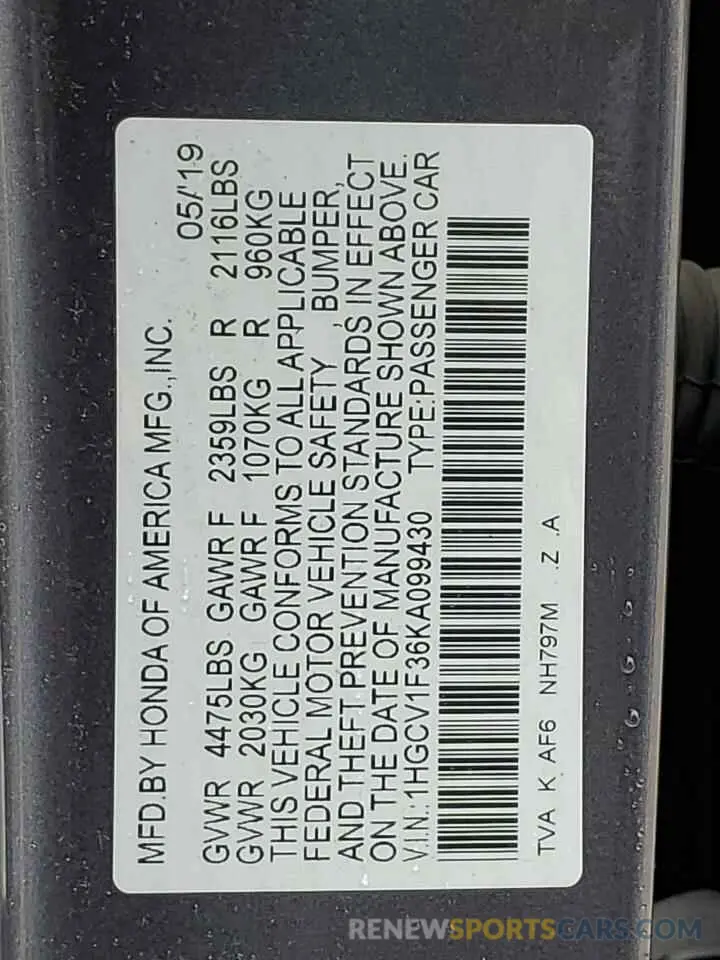 MFD.BY HONDA OF AMERICA MFG.,INC. 05/'19
GVWR 4475LBS GAWR F 2359LBS R 2116LBS
GVWR 2030KG GAWR F 1070KG R 960KG
THIS VEHICLE CONFORMS TO ALL APPLICABLE
FEDERAL MOTOR VEHICLE SAFETY , BUMPER,
AND THEFT PREVENTION STANDARDS IN EFFECT
ON THE DATE OF MANUFACTURE SHOWN ABOVE.
V.I.N.: 1HGCV1F36KA099430 TYPE:PASSENGER CAR
TVA K AF6 NH797M . Z . A
RENEWSPORTSCARS.COM